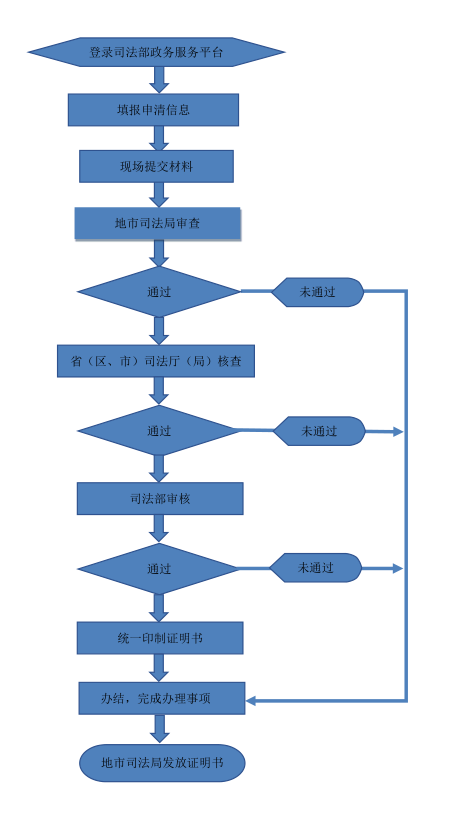 登录司法部政务服务平台
填报申请信息
现场提交材料
地市司法局审查
通过
未通过
省（区、市）司法厅（局）核查
通过
未通过
司法部审核
通过
未通过
统一印制证明书
办结，完成办理事项
地市司法局发放证明书